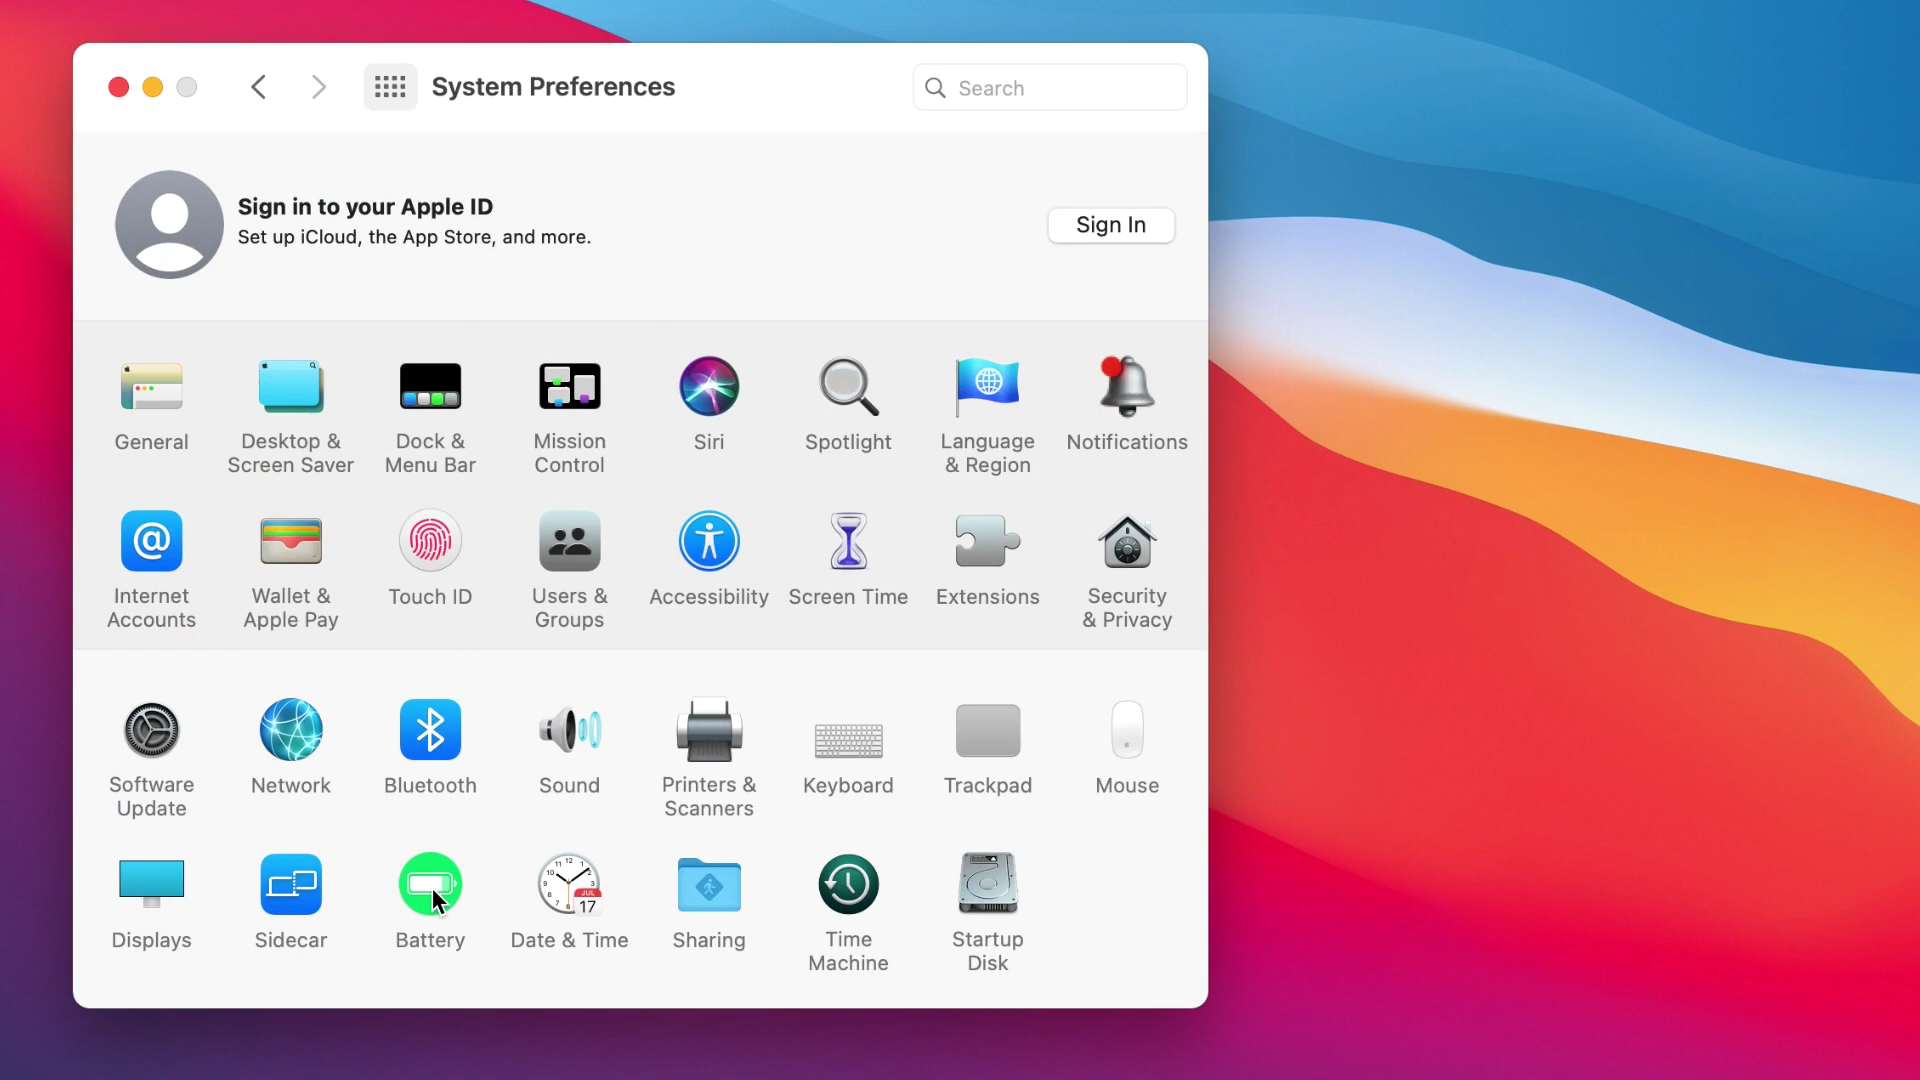 System Preferences
Search
Sign in to your Apple ID
Set up iCloud, the App Store, and more.
Sign In
General
Desktop &
Screen Saver
Dock &
Menu Bar
Mission
Control
Siri
Spotlight
Language
& Region
Notifications
Internet
Accounts
Wallet &
Apple Pay
Touch ID
Users &
Groups
Accessibility
Screen Time
Extensions
Security
& Privacy
Software
Update
Network
Bluetooth
Sound
Printers &
Scanners
Keyboard
Trackpad
Mouse
Displays
Sidecar
Battery
JUL
17
Date & Time
Sharing
Time
Machine
Startup
Disk